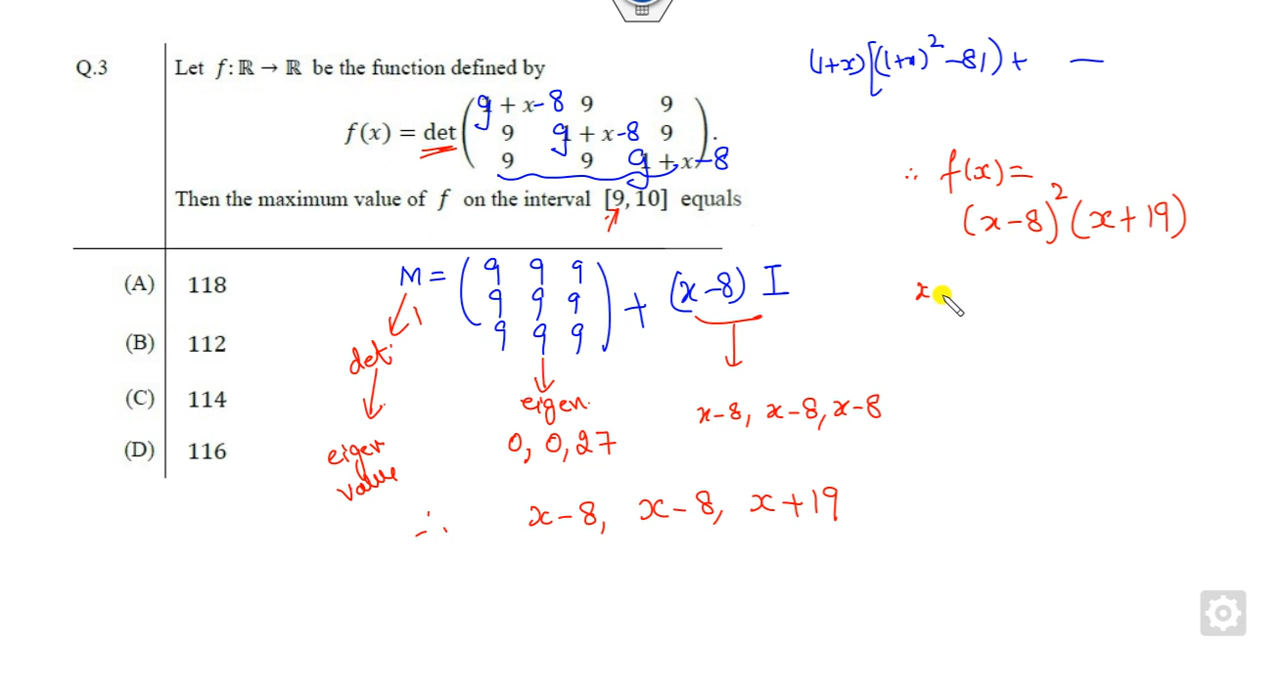 (1+x)[(1+x)² -81) + —
Q.3 Let f: ℝ → ℝ be the function defined by
9 + x-8 9 9
f(x) = det 9 9 + x-8 9 .
9 9 9 + x-8
Then the maximum value of f on the interval [9, 10] equals
∴ f(x) =
(x-8)² (x+19)
x
(A) 118
(B) 112
(C) 114
(D) 116
M = ( 9 9 9
9 9 9
9 9 9 ) + (x-8) I
det.
eigen value
eigen.
0, 0, 27
x-8, x-8, x-8
∴ x-8, x-8, x+19